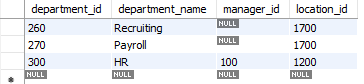 department_id department_name manager_id location_id
260 Recruiting NULL 1700
270 Payroll NULL 1700
300 HR 100 1200
NULL NULL NULL NULL